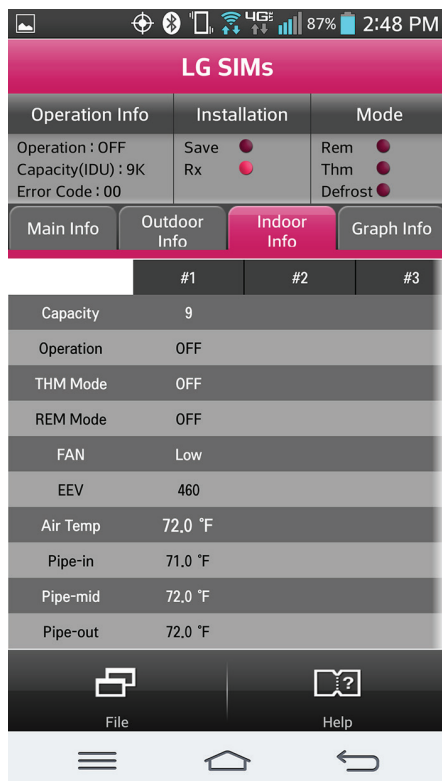 4G 87% 2:48 PM
LG SIMs
Operation Info Installation Mode
Operation : OFF Save Rem
Capacity(IDU) : 9K Rx Thm
Error Code : 00 Defrost
Main Info Outdoor Info Indoor Info Graph Info
#1 #2 #3
Capacity 9
Operation OFF
THM Mode OFF
REM Mode OFF
FAN Low
EEV 460
Air Temp 72.0 °F
Pipe-in 71.0 °F
Pipe-mid 72.0 °F
Pipe-out 72.0 °F
File Help